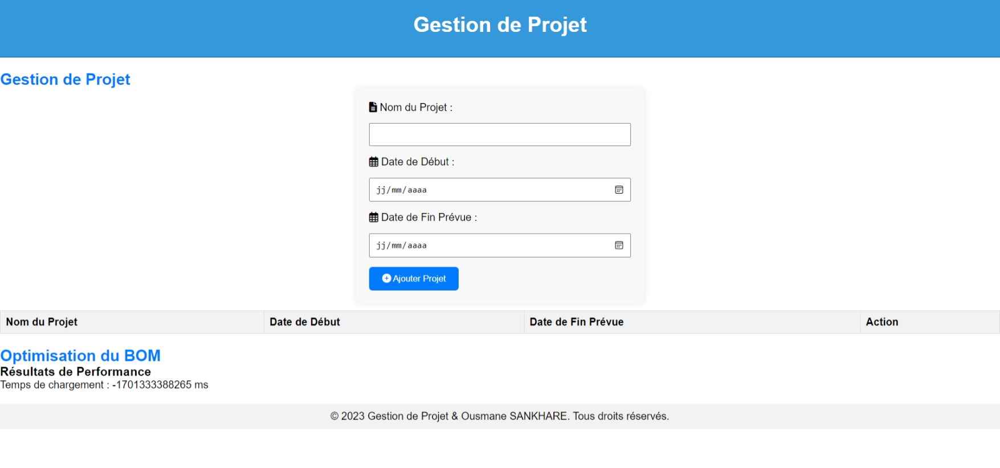 Gestion de Projet
Gestion de Projet
Nom du Projet :
Date de Début :
jj/mm/aaaa
Date de Fin Prévue :
jj/mm/aaaa
Ajouter Projet
Nom du Projet Date de Début Date de Fin Prévue Action
Optimisation du BOM
Résultats de Performance
Temps de chargement : -1701333388265 ms
© 2023 Gestion de Projet & Ousmane SANKHARE. Tous droits réservés.